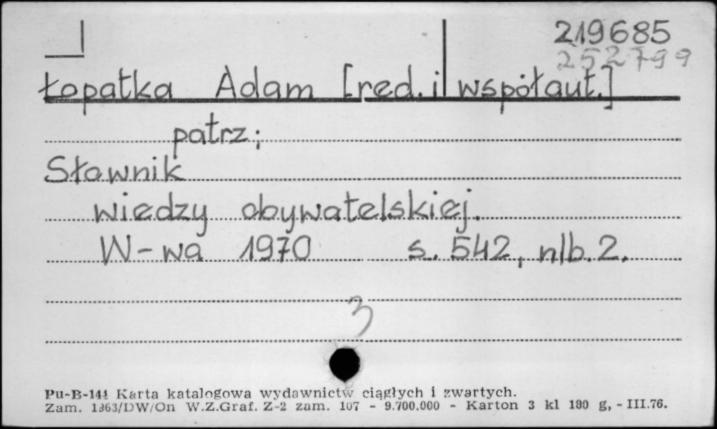 219685
252799
Łopatka Adam [red. i współaut.]
patrz;
Słownik
wiedzy obywatelskiej.
W-wa 1970 s. 542, nlb. 2.
3
Pu-B-144 Karta katalogowa wydawnictw ciągłych i zwartych.
Zam. 1363/DW/On W.Z.Graf. Z-2 zam. 107 - 9.700.000 - Karton 3 kl 180 g, - III.76.